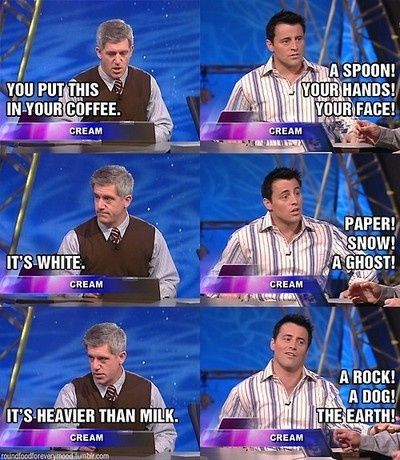 YOU PUT THIS
IN YOUR COFFEE.
CREAM
A SPOON!
YOUR HANDS!
YOUR FACE!
CREAM
IT'S WHITE.
CREAM
PAPER!
SNOW!
A GHOST!
CREAM
IT'S HEAVIER THAN MILK.
CREAM
A ROCK!
A DOG!
THE EARTH!
CREAM
roundfoodforeverymood.tumblr.com